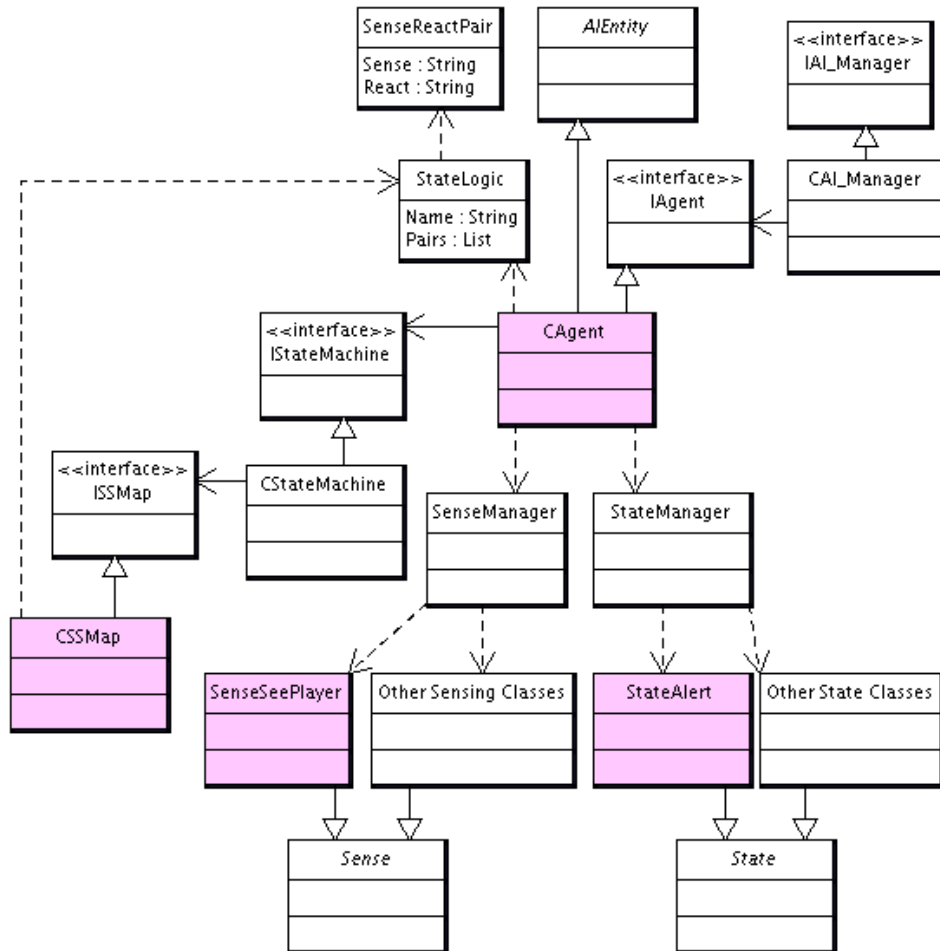 SenseReactPair
Sense : String
React : String
AIEntity
<<interface>>
IAI_Manager
StateLogic
Name : String
Pairs : List
<<interface>>
IAgent
CAI_Manager
<<interface>>
IStateMachine
CAgent
<<interface>>
ISSMap
CStateMachine
SenseManager
StateManager
CSSMap
SenseSeePlayer
Other Sensing Classes
StateAlert
Other State Classes
Sense
State